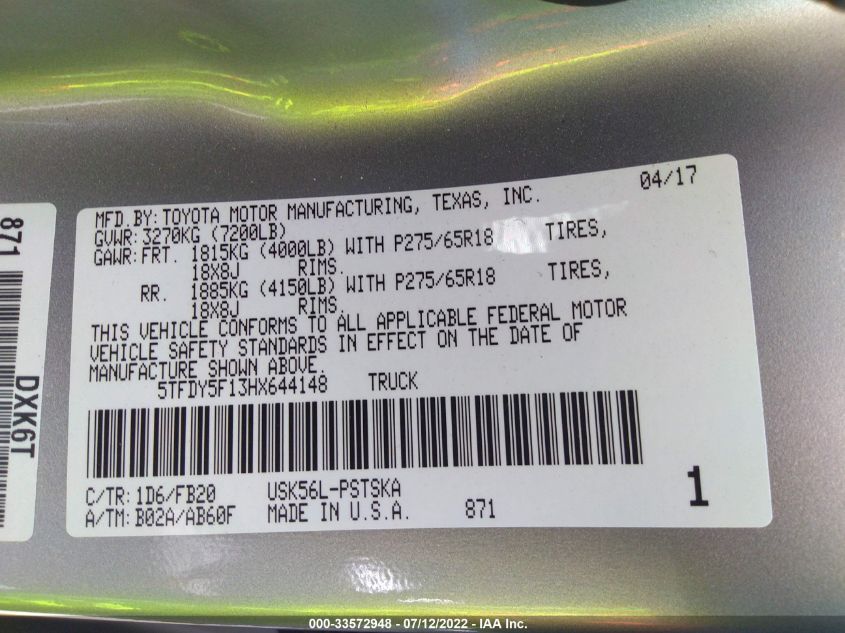 MFD.BY: TOYOTA MOTOR MANUFACTURING, TEXAS, INC. 04/17
GVWR: 3270KG (7200LB)
GAWR: FRT. 1815KG (4000LB) WITH P275/65R18 TIRES,
18X8J RIMS.
RR. 1885KG (4150LB) WITH P275/65R18 TIRES,
18X8J RIMS.
THIS VEHICLE CONFORMS TO ALL APPLICABLE FEDERAL MOTOR
VEHICLE SAFETY STANDARDS IN EFFECT ON THE DATE OF
MANUFACTURE SHOWN ABOVE.
5TFDY5F13HX644148 TRUCK
C/TR: 1D6/FB20 USK56L-PSTSKA
A/TM: B02A/AB60F MADE IN U.S.A. 871
1
871
DXK6T
000-33572948 - 07/12/2022 - IAA Inc.